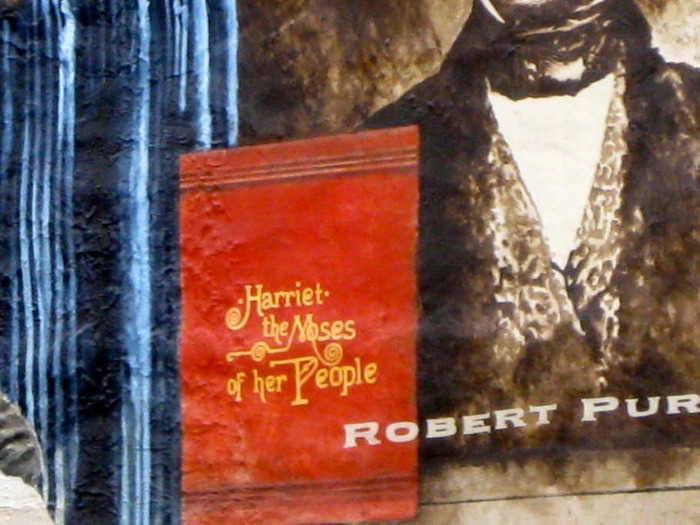 Harriet
the Moses
of her People
ROBERT PUR